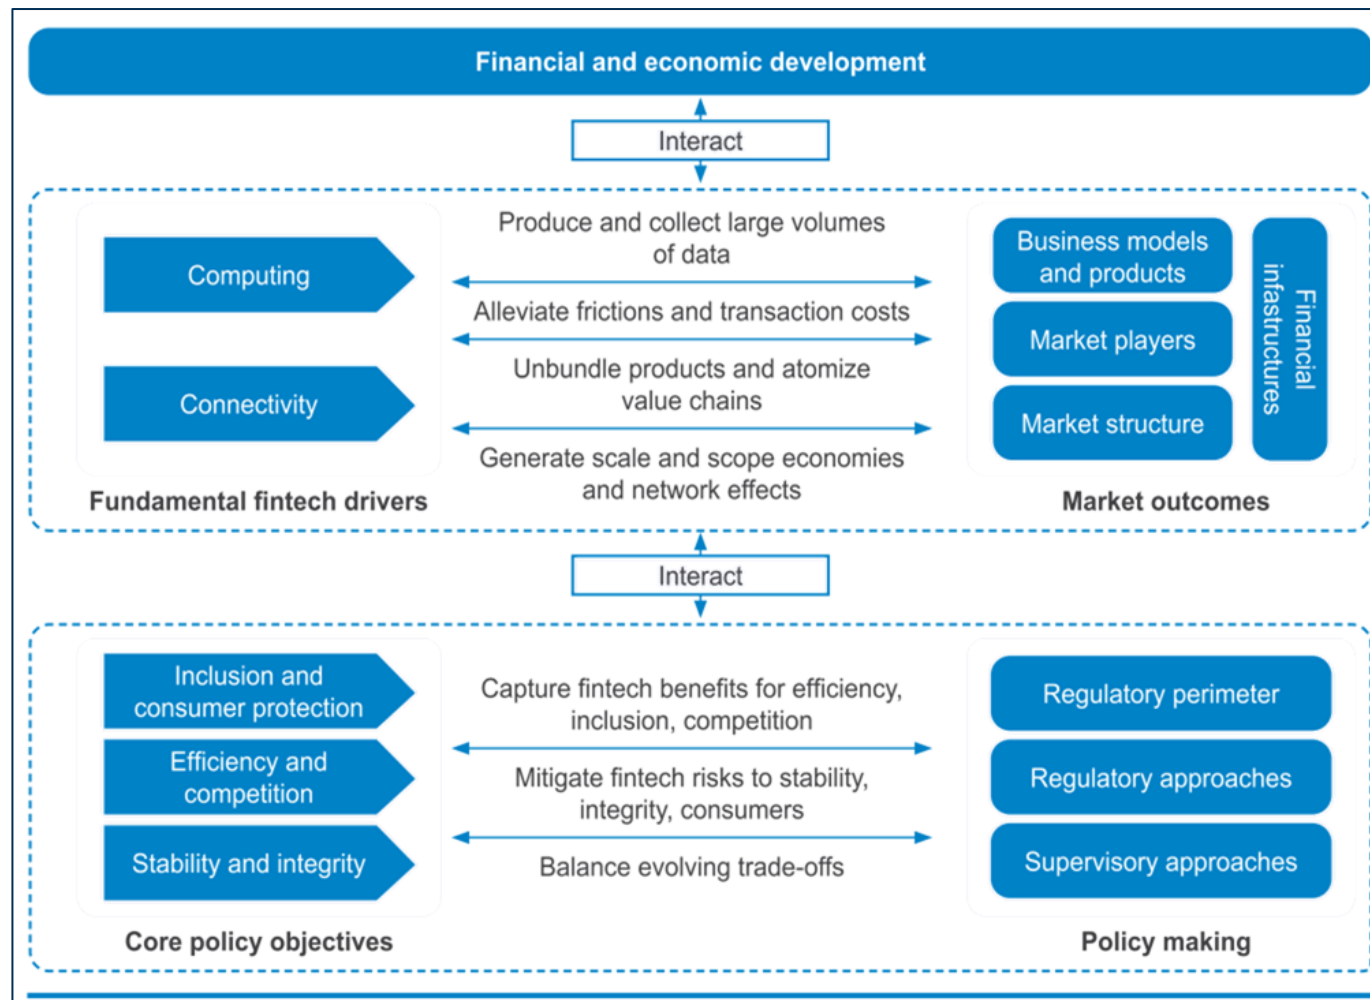 Financial and economic development
Interact
Computing
Connectivity
Fundamental fintech drivers
Produce and collect large volumes
of data
Alleviate frictions and transaction costs
Unbundle products and atomize
value chains
Generate scale and scope economies
and network effects
Business models
and products
Market players
Market structure
Financial
infastructures
Market outcomes
Interact
Inclusion and
consumer protection
Efficiency and
competition
Stability and integrity
Core policy objectives
Capture fintech benefits for efficiency,
inclusion, competition
Mitigate fintech risks to stability,
integrity, consumers
Balance evolving trade-offs
Regulatory perimeter
Regulatory approaches
Supervisory approaches
Policy making